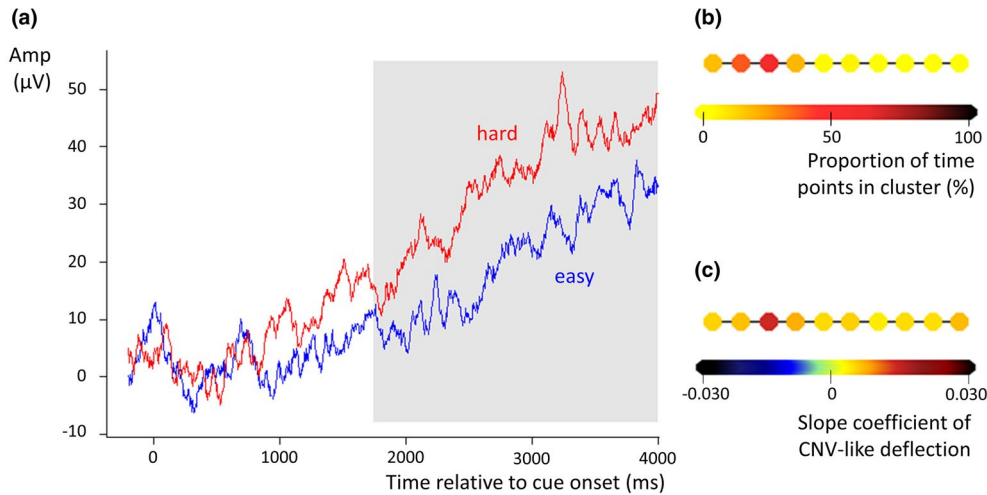 (a)
Amp
(µV)
50
40
30
20
10
0
-10
hard
easy
0 1000 2000 3000 4000
Time relative to cue onset (ms)
(b)
0 50 100
Proportion of time
points in cluster (%)
(c)
-0.030 0 0.030
Slope coefficient of
CNV-like deflection